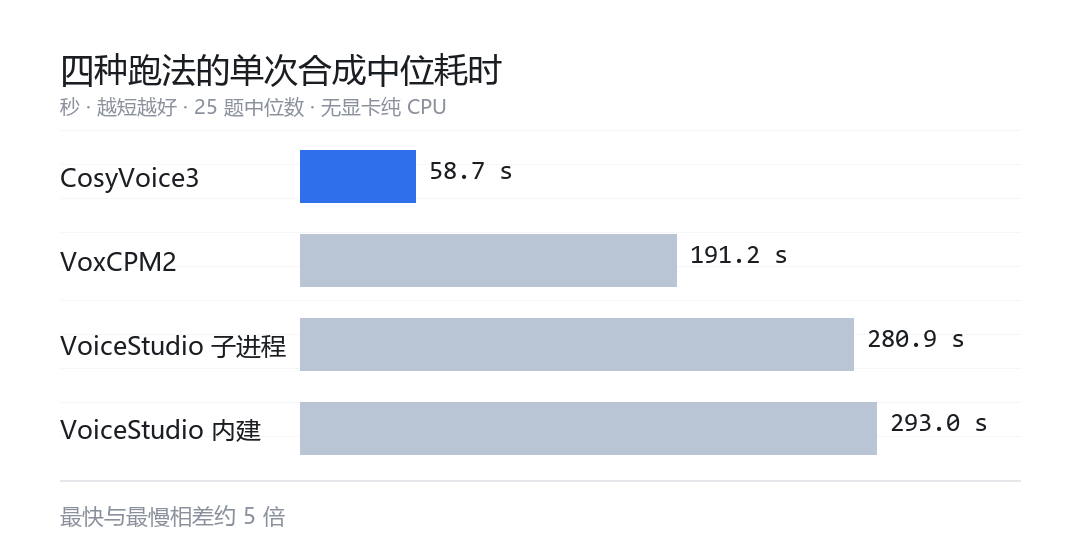 四种跑法的单次合成中位耗时
秒 · 越短越好 · 25 题中位数 · 无显卡纯 CPU
CosyVoice3 58.7 s
VoxCPM2 191.2 s
VoiceStudio 子进程 280.9 s
VoiceStudio 内建 293.0 s
最快与最慢相差约 5 倍